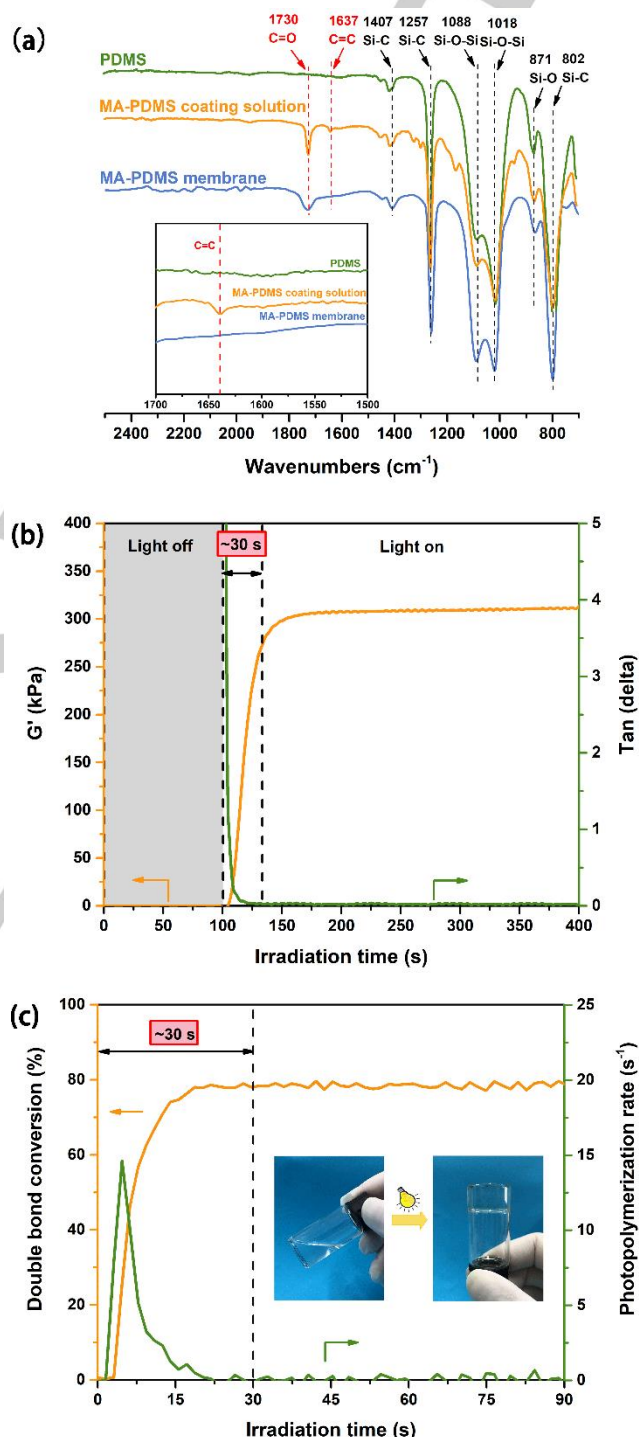 (a)
1730 1637 1407 1257 1088 1018
C=O C=C Si-C Si-C Si-O-Si Si-O-Si
871 802
Si-O Si-C
PDMS
MA-PDMS coating solution
MA-PDMS membrane
C=C
PDMS
MA-PDMS coating solution
MA-PDMS membrane
1700 1650 1600 1550 1500
2400 2200 2000 1800 1600 1400 1200 1000 800
Wavenumbers (cm⁻¹)
(b)
Light off
~30 s
Light on
400
350
300
250
200
150
100
50
0
G' (kPa)
5
4
3
2
1
0
Tan (delta)
0 50 100 150 200 250 300 350 400
Irradiation time (s)
(c)
~30 s
100
80
60
40
20
0
Double bond conversion (%)
25
20
15
10
5
0
Photopolymerization rate (s⁻¹)
0 15 30 45 60 75 90
Irradiation time (s)